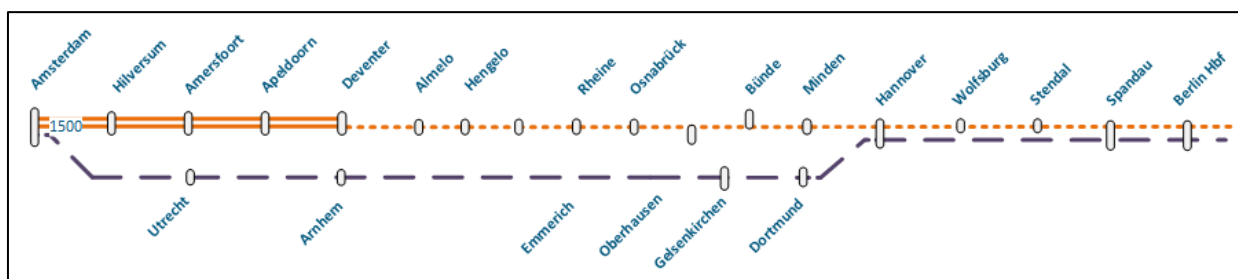 Amsterdam
Hilversum
Amersfoort
Apeldoorn
Deventer
Almelo
Hengelo
Rheine
Osnabrück
Bünde
Minden
Hannover
Wolfsburg
Stendal
Spandau
Berlin Hbf
1500
Utrecht
Arnhem
Emmerich
Oberhausen
Gelsenkirchen
Dortmund